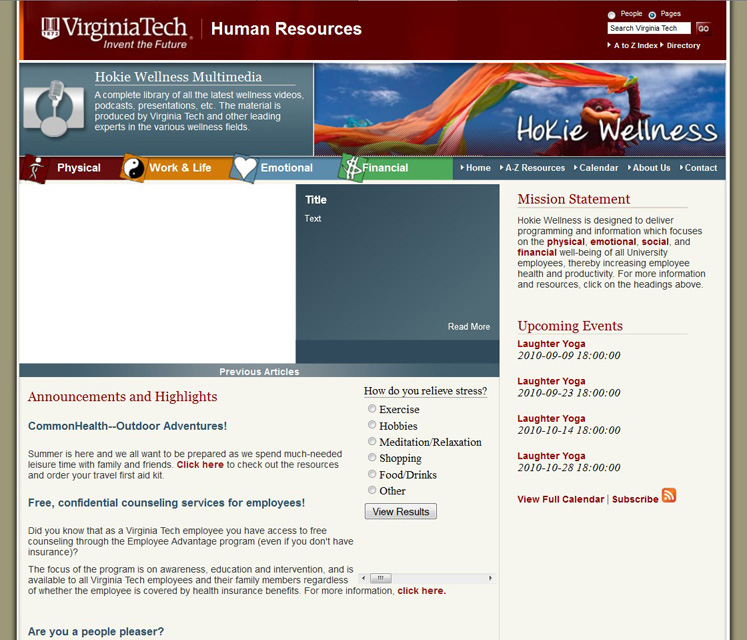 VirginiaTech
1872
Invent the Future
Human Resources
People Pages
Search Virginia Tech GO
A to Z Index Directory
Hokie Wellness Multimedia
A complete library of all the latest wellness videos,
podcasts, presentations, etc. The material is
produced by Virginia Tech and other leading
experts in the various wellness fields.
Hokie Wellness
Physical Work & Life Emotional $ Financial
Home A-Z Resources Calendar About Us Contact
Title
Text
Read More
Previous Articles
Mission Statement
Hokie Wellness is designed to deliver
programming and information which focuses
on the physical, emotional, social, and
financial well-being of all University
employees, thereby increasing employee
health and productivity. For more information
and resources, click on the headings above.
Upcoming Events
Laughter Yoga
2010-09-09 18:00:00
Laughter Yoga
2010-09-23 18:00:00
Laughter Yoga
2010-10-14 18:00:00
Laughter Yoga
2010-10-28 18:00:00
View Full Calendar | Subscribe
Announcements and Highlights
CommonHealth--Outdoor Adventures!
Summer is here and we all want to be prepared as we spend much-needed
leisure time with family and friends. Click here to check out the resources
and order your travel first aid kit.
Free, confidential counseling services for employees!
Did you know that as a Virginia Tech employee you have access to free
counseling through the Employee Advantage program (even if you don't have
insurance)?
The focus of the program is on awareness, education and intervention, and is
available to all Virginia Tech employees and their family members regardless
of whether the employee is covered by health insurance benefits. For more information, click here.
Are you a people pleaser?
How do you relieve stress?
Exercise
Hobbies
Meditation/Relaxation
Shopping
Food/Drinks
Other
View Results